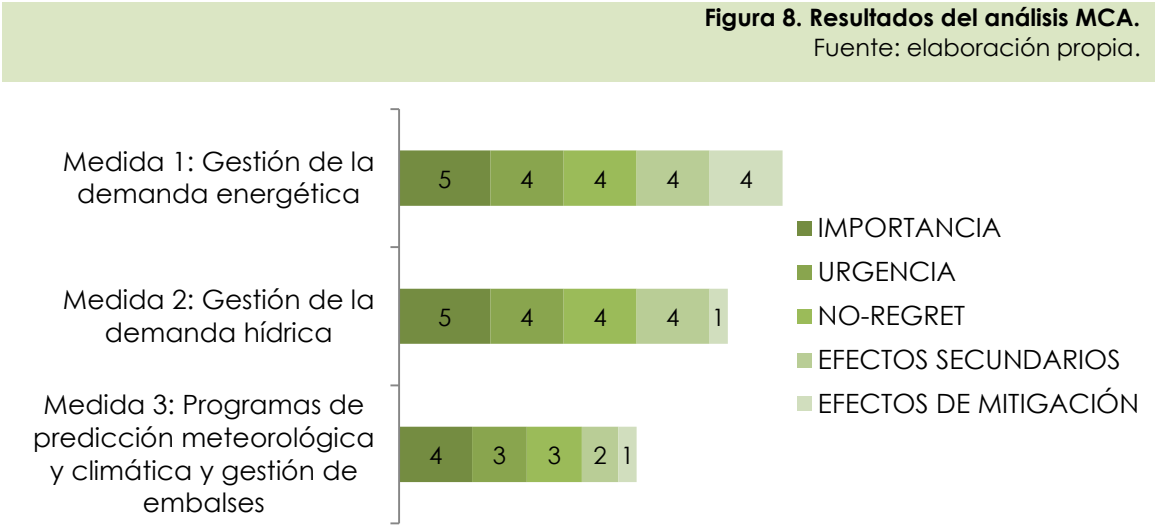 Figura 8. Resultados del análisis MCA.
Fuente: elaboración propia.
Medida 1: Gestión de la
demanda energética
5 4 4 4 4
Medida 2: Gestión de la
demanda hídrica
5 4 4 4 1
Medida 3: Programas de
predicción meteorológica
y climática y gestión de
embalses
4 3 3 2 1
IMPORTANCIA
URGENCIA
NO-REGRET
EFECTOS SECUNDARIOS
EFECTOS DE MITIGACIÓN